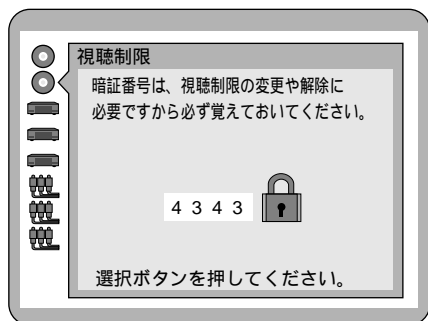 視聴制限
暗証番号は、視聴制限の変更や解除に
必要ですから必ず覚えておいてください。
4 3 4 3
選択ボタンを押してください。